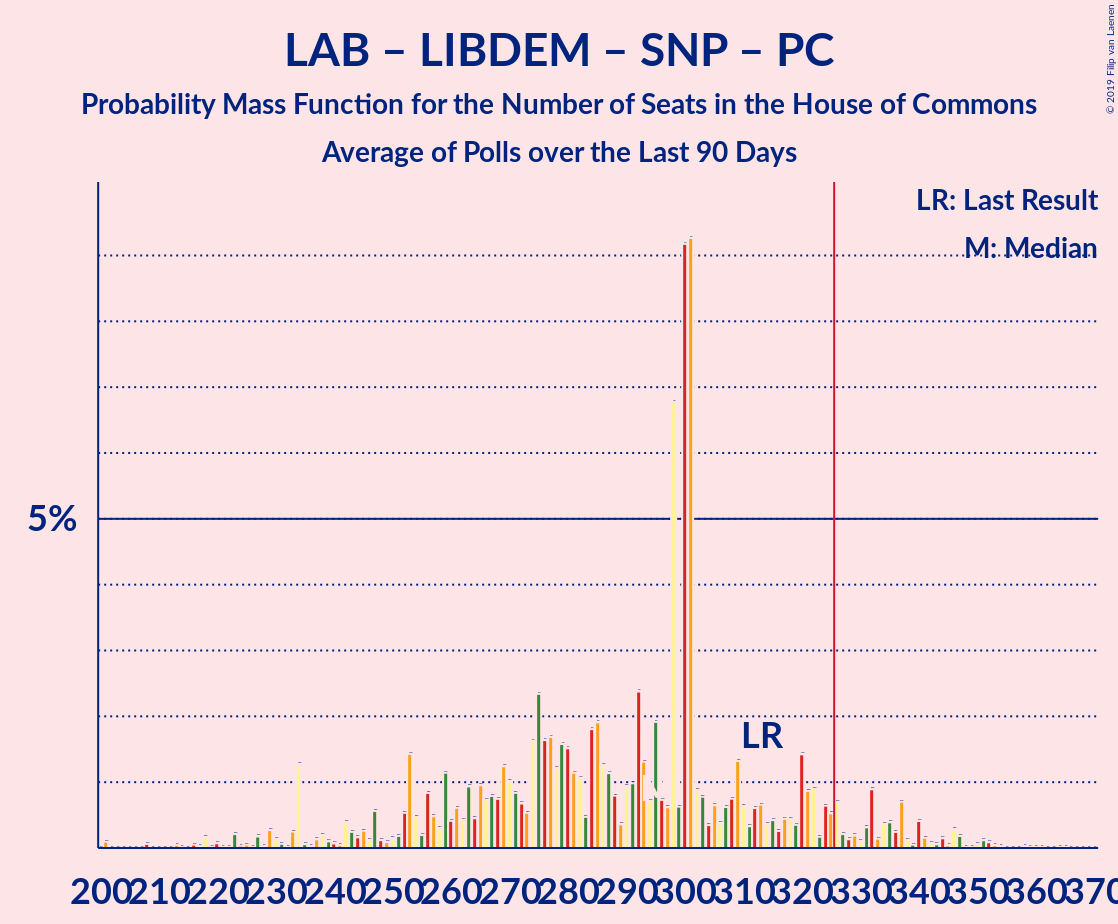 LAB – LIBDEM – SNP – PC
Probability Mass Function for the Number of Seats in the House of Commons
Average of Polls over the Last 90 Days
© 2019 Filip van Laenen
LR: Last Result
M: Median
5%
LR
200 210 220 230 240 250 260 270 280 290 300 310 320 330 340 350 360 370